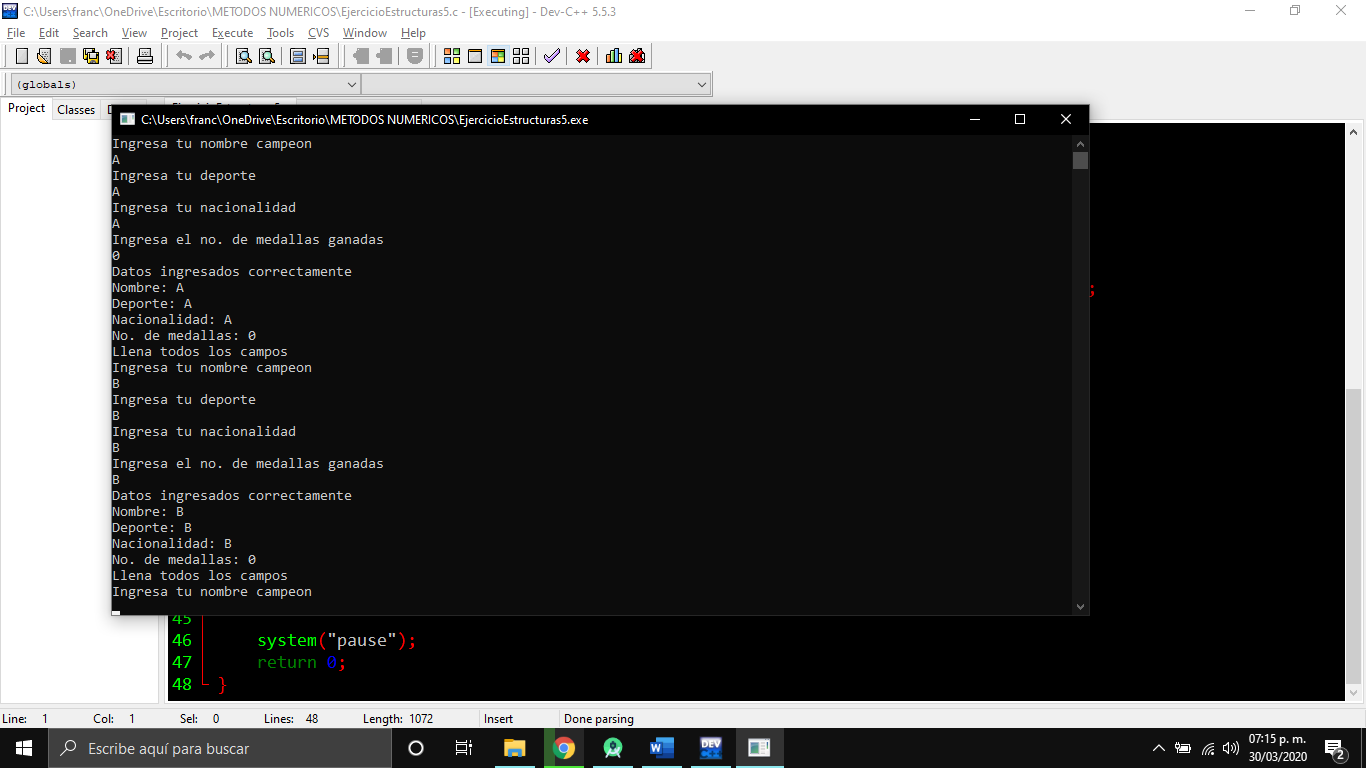 C:\Users\franc\OneDrive\Escritorio\METODOS NUMERICOS\EjercicioEstructuras5.c - [Executing] - Dev-C++ 5.5.3
File Edit Search View Project Execute Tools CVS Window Help
(globals)
Project Classes
C:\Users\franc\OneDrive\Escritorio\METODOS NUMERICOS\EjercicioEstructuras5.exe
Ingresa tu nombre campeon
A
Ingresa tu deporte
A
Ingresa tu nacionalidad
A
Ingresa el no. de medallas ganadas
0
Datos ingresados correctamente
Nombre: A
Deporte: A
Nacionalidad: A
No. de medallas: 0
Llena todos los campos
Ingresa tu nombre campeon
B
Ingresa tu deporte
B
Ingresa tu nacionalidad
B
Ingresa el no. de medallas ganadas
B
Datos ingresados correctamente
Nombre: B
Deporte: B
Nacionalidad: B
No. de medallas: 0
Llena todos los campos
Ingresa tu nombre campeon
;
45
46 system("pause");
47 return 0;
48 }
Line: 1 Col: 1 Sel: 0 Lines: 48 Length: 1072 Insert Done parsing
Escribe aquí para buscar
DEV
07:15 p. m.
30/03/2020
2